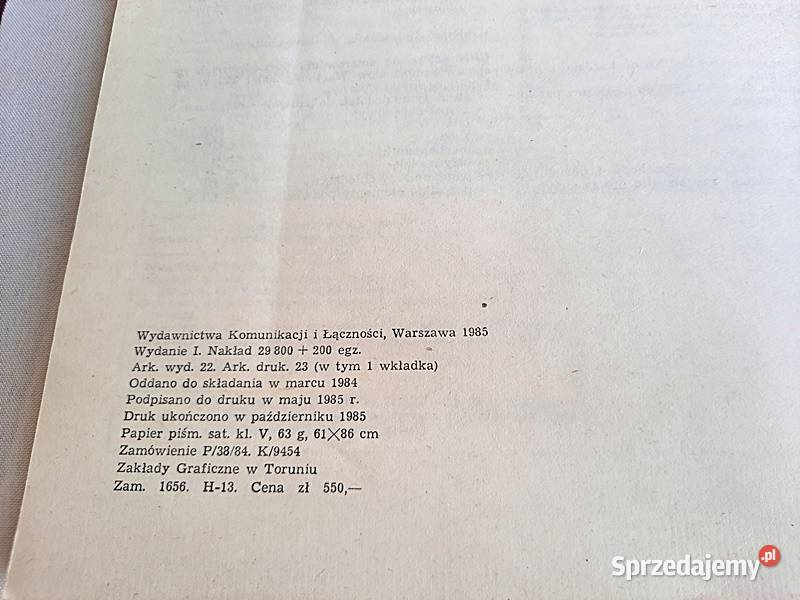 Wydawnictwa Komunikacji i Łączności, Warszawa 1985
Wydanie I. Nakład 29 800 + 200 egz.
Ark. wyd. 22. Ark. druk. 23 (w tym 1 wkładka)
Oddano do składania w marcu 1984
Podpisano do druku w maju 1985 r.
Druk ukończono w październiku 1985
Papier piśm. sat. kl. V, 63 g, 61×86 cm
Zamówienie P/38/84. K/9454
Zakłady Graficzne w Toruniu
Zam. 1656. H-13. Cena zł 550,—
Sprzedajemy.pl